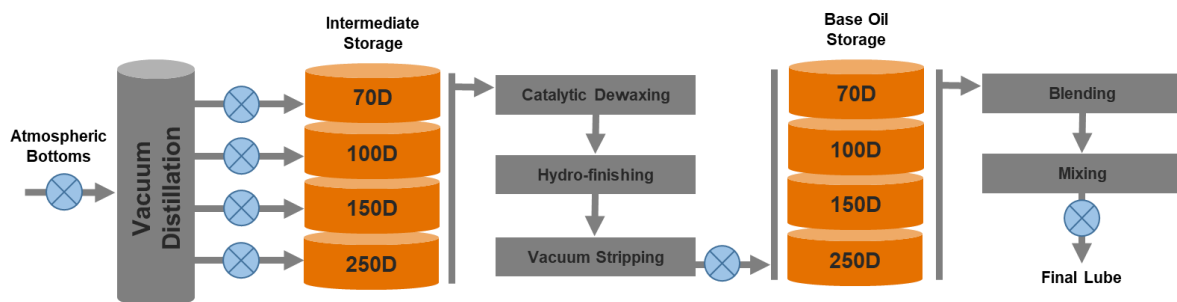 Atmospheric
Bottoms
Vacuum
Distillation
Intermediate
Storage
70D
100D
150D
250D
Catalytic Dewaxing
Hydro-finishing
Vacuum Stripping
Base Oil
Storage
70D
100D
150D
250D
Blending
Mixing
Final Lube